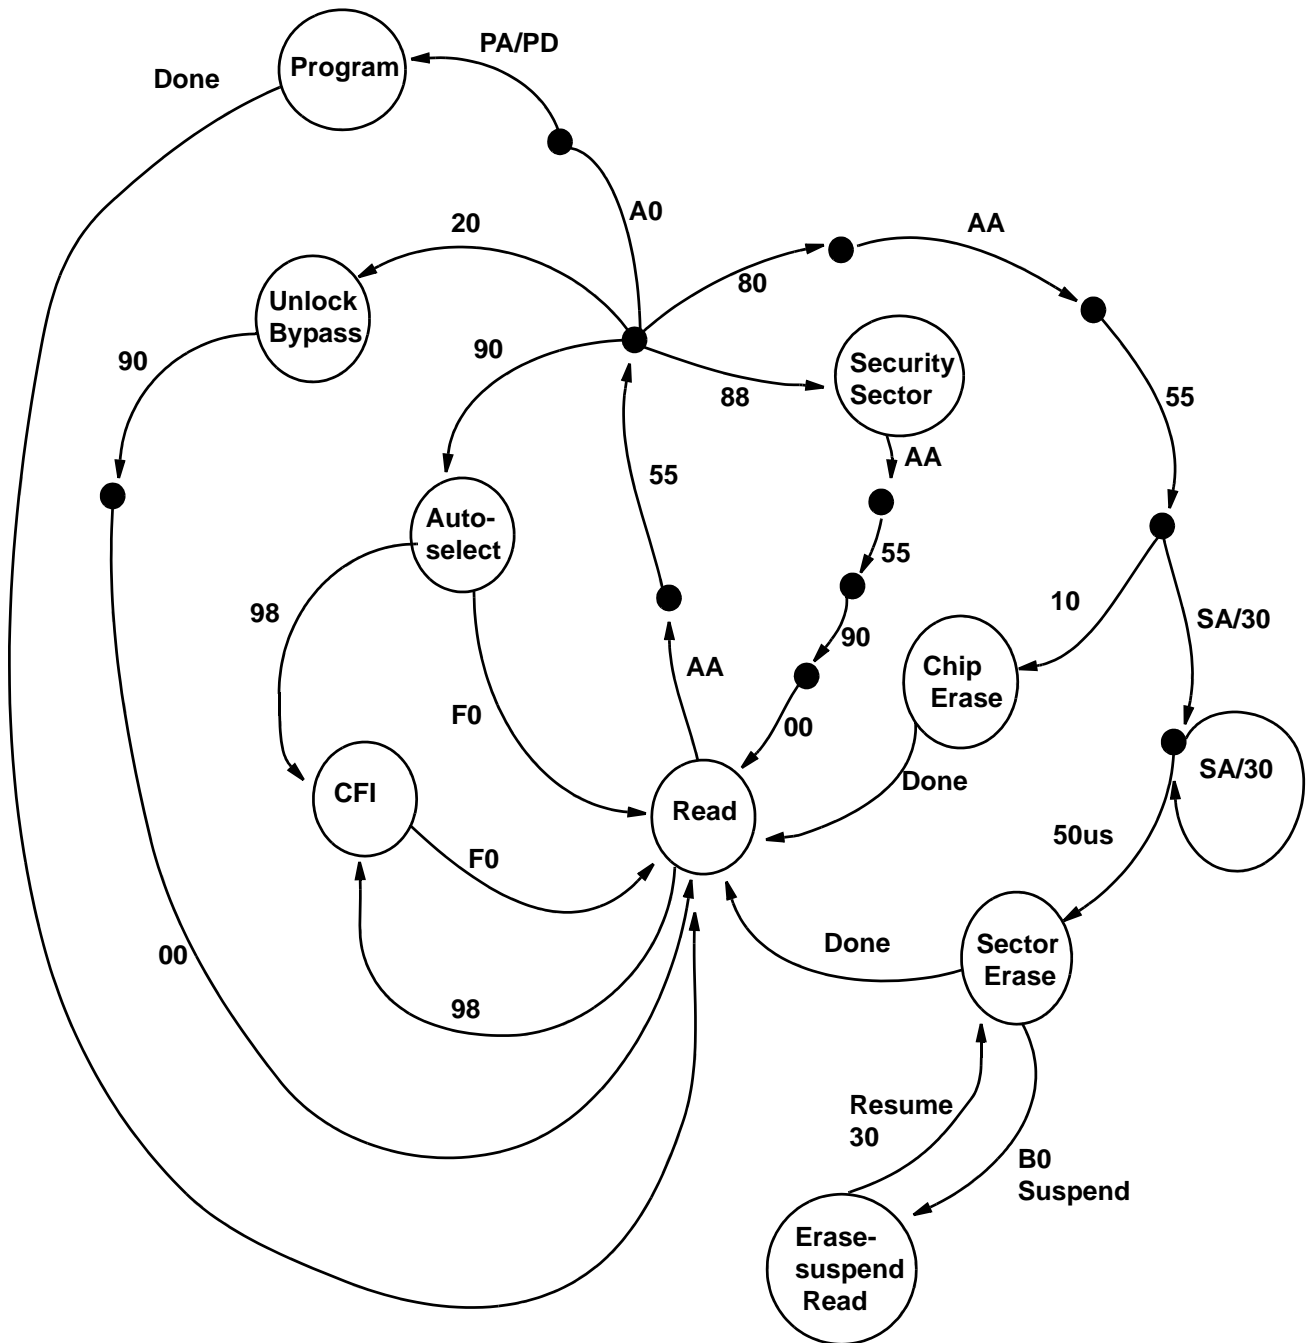 PA/PD
Program
Done
A0
20
AA
80
Unlock
Bypass
90
90
Security
Sector
88
55
AA
55
Auto-
select
55
98
10
SA/30
90
AA
Chip
Erase
F0
00
SA/30
Done
CFI
Read
50us
F0
Done
Sector
Erase
00
98
Resume
30
B0
Suspend
Erase-
suspend
Read